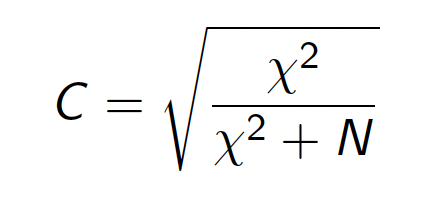 C = √(χ² / (χ² + N))